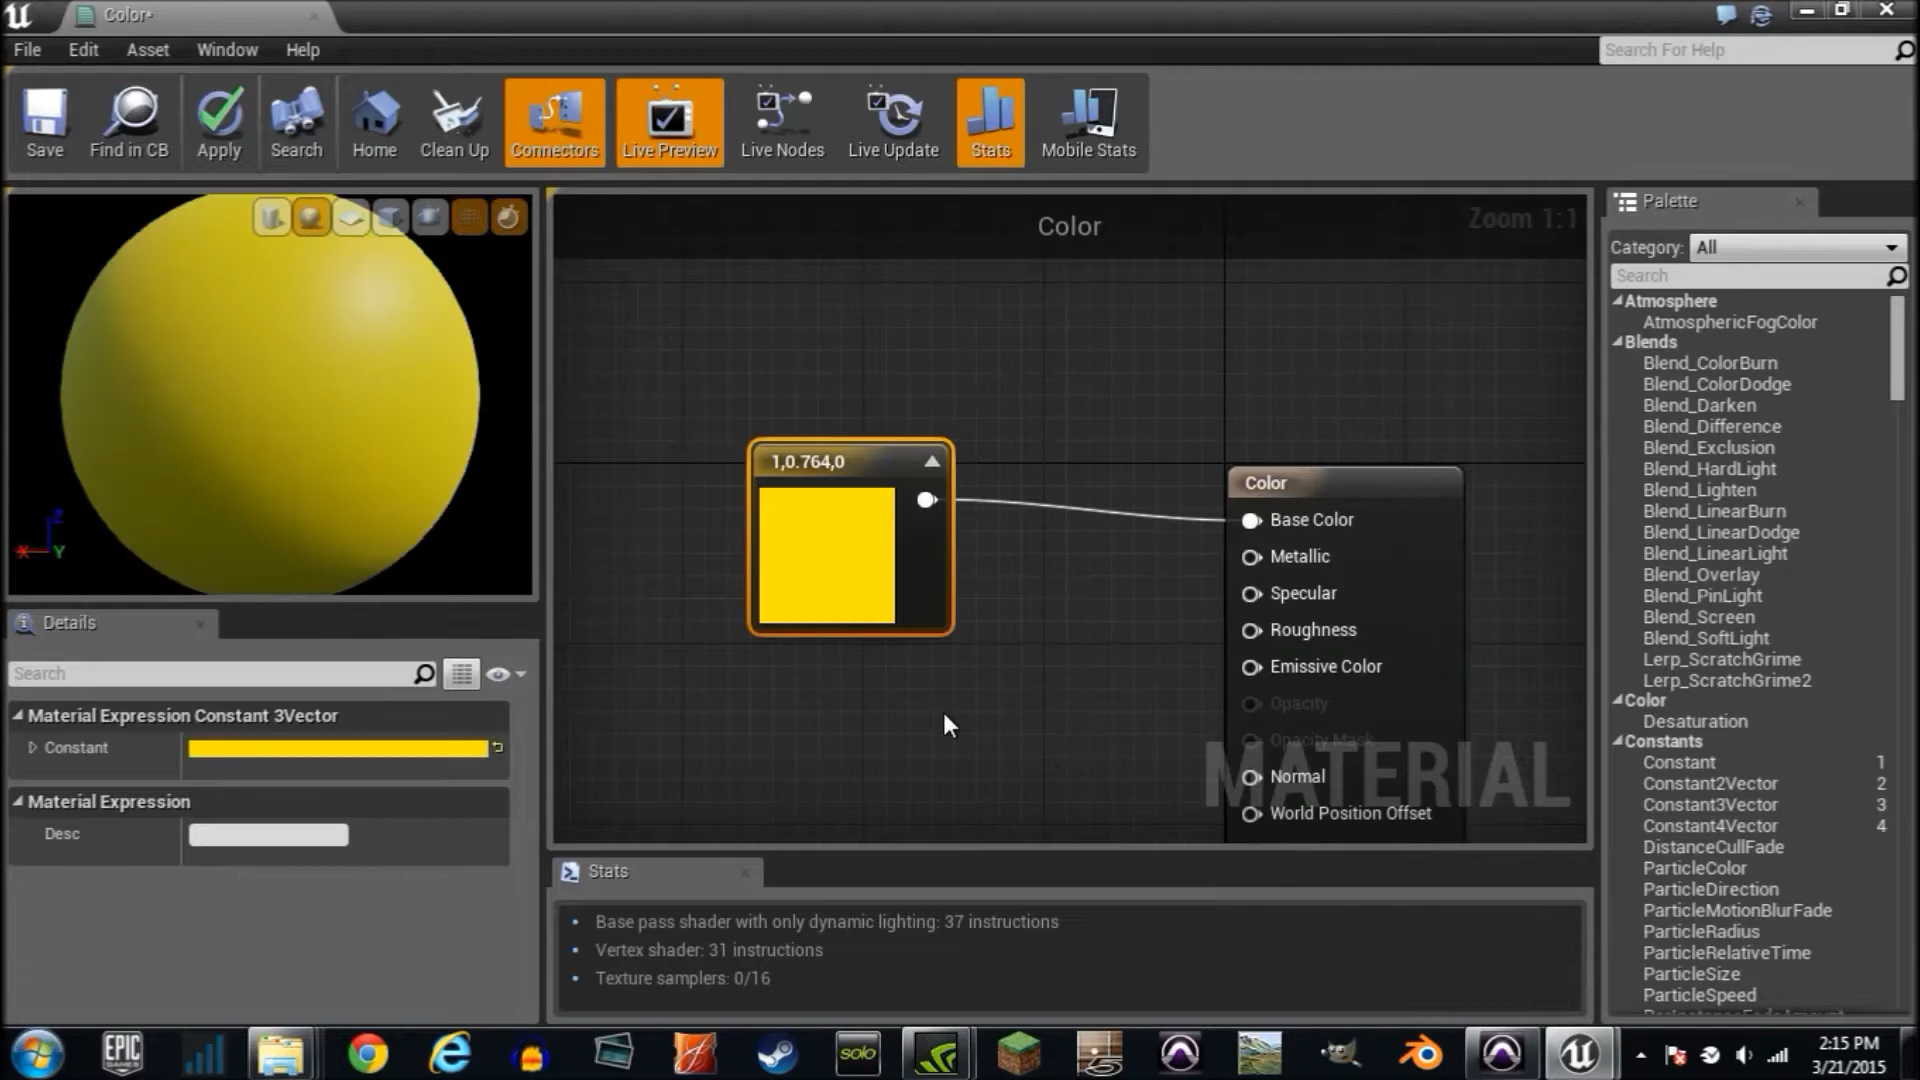 Color•
File Edit Asset Window Help
Search For Help
Save Find in CB Apply Search Home Clean Up Connectors Live Preview Live Nodes Live Update Stats Mobile Stats
Color
Zoom 1:1
1,0.764,0
Color
Base Color
Metallic
Specular
Roughness
Emissive Color
Opacity
Opacity Mask
Normal
World Position Offset
MATERIAL
Z
X
Y
Details
Search
Material Expression Constant 3Vector
Constant
Material Expression
Desc
Stats
Base pass shader with only dynamic lighting: 37 instructions
Vertex shader: 31 instructions
Texture samplers: 0/16
Palette
Category: All
Search
Atmosphere
AtmosphericFogColor
Blends
Blend_ColorBurn
Blend_ColorDodge
Blend_Darken
Blend_Difference
Blend_Exclusion
Blend_HardLight
Blend_Lighten
Blend_LinearBurn
Blend_LinearDodge
Blend_LinearLight
Blend_Overlay
Blend_PinLight
Blend_Screen
Blend_SoftLight
Lerp_ScratchGrime
Lerp_ScratchGrime2
Color
Desaturation
Constants
Constant 1
Constant2Vector 2
Constant3Vector 3
Constant4Vector 4
DistanceCullFade
ParticleColor
ParticleDirection
ParticleMotionBlurFade
ParticleRadius
ParticleRelativeTime
ParticleSize
ParticleSpeed
EPIC
GAMES
solo
2:15 PM
3/21/2015